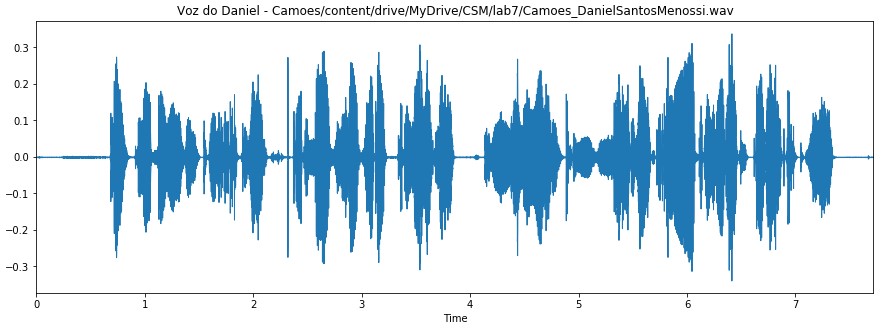 Voz do Daniel - Camoes/content/drive/MyDrive/CSM/lab7/Camoes_DanielSantosMenossi.wav
0.3
0.2
0.1
0.0
−0.1
−0.2
−0.3
0 1 2 3 4 5 6 7
Time